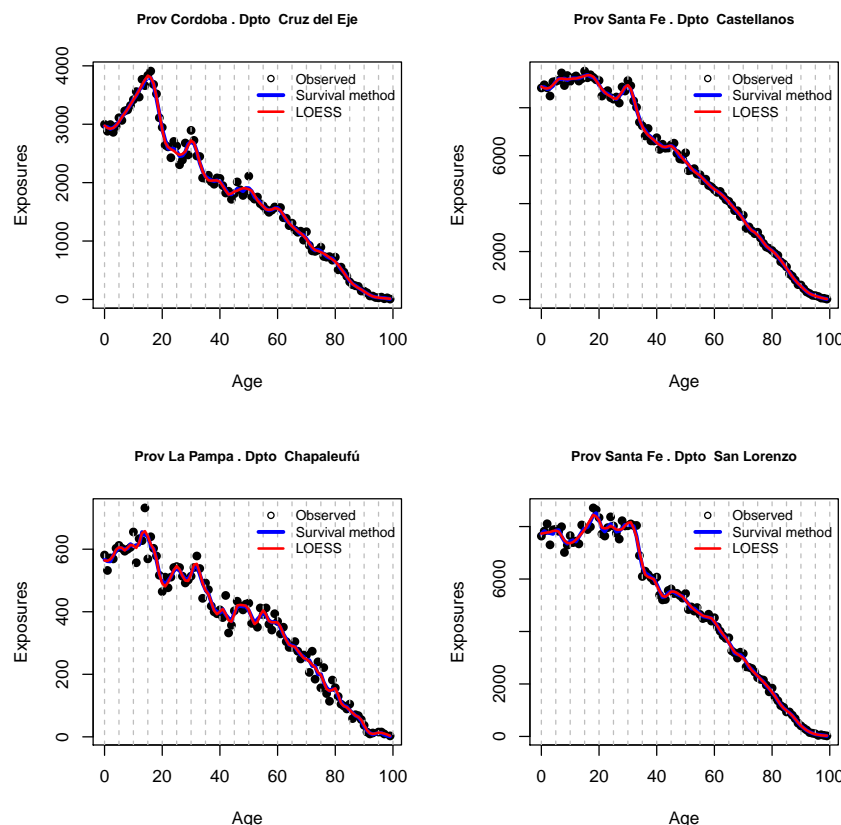 Prov Cordoba . Dpto Cruz del Eje
Exposures
4000
3000
2000
1000
0
Observed
Survival method
LOESS
0 20 40 60 80 100
Age
Prov Santa Fe . Dpto Castellanos
Exposures
6000
2000
0
Observed
Survival method
LOESS
0 20 40 60 80 100
Age
Prov La Pampa . Dpto Chapaleufú
Exposures
600
400
200
0
Observed
Survival method
LOESS
0 20 40 60 80 100
Age
Prov Santa Fe . Dpto San Lorenzo
Exposures
6000
2000
0
Observed
Survival method
LOESS
0 20 40 60 80 100
Age